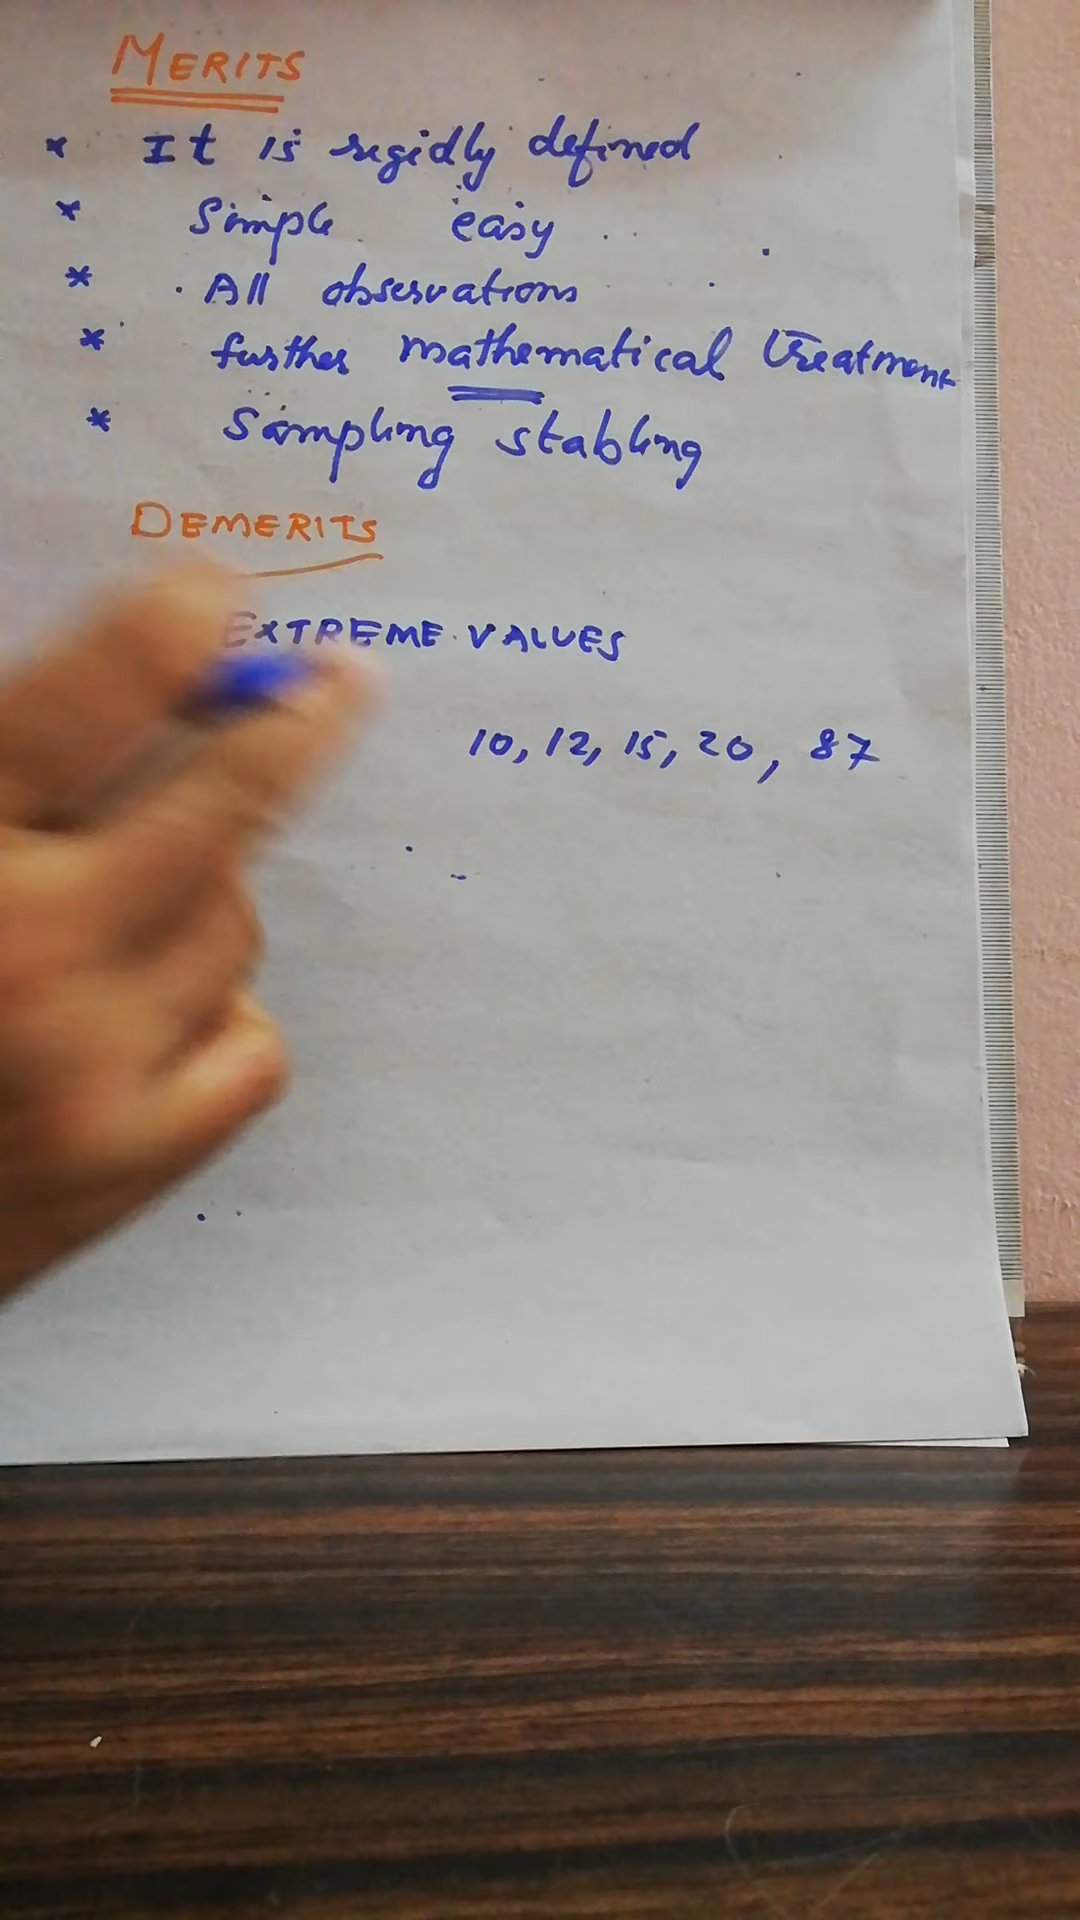 MERITS
* It is rigidly defined
* Simple easy
* All observations
* further mathematical treatment
* Sampling stabling
DEMERITS
EXTREME VALUES
10, 12, 15, 20, 87